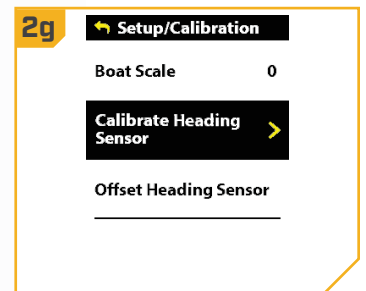 2g
Setup/Calibration
Boat Scale 0
Calibrate Heading
Sensor
Offset Heading Sensor